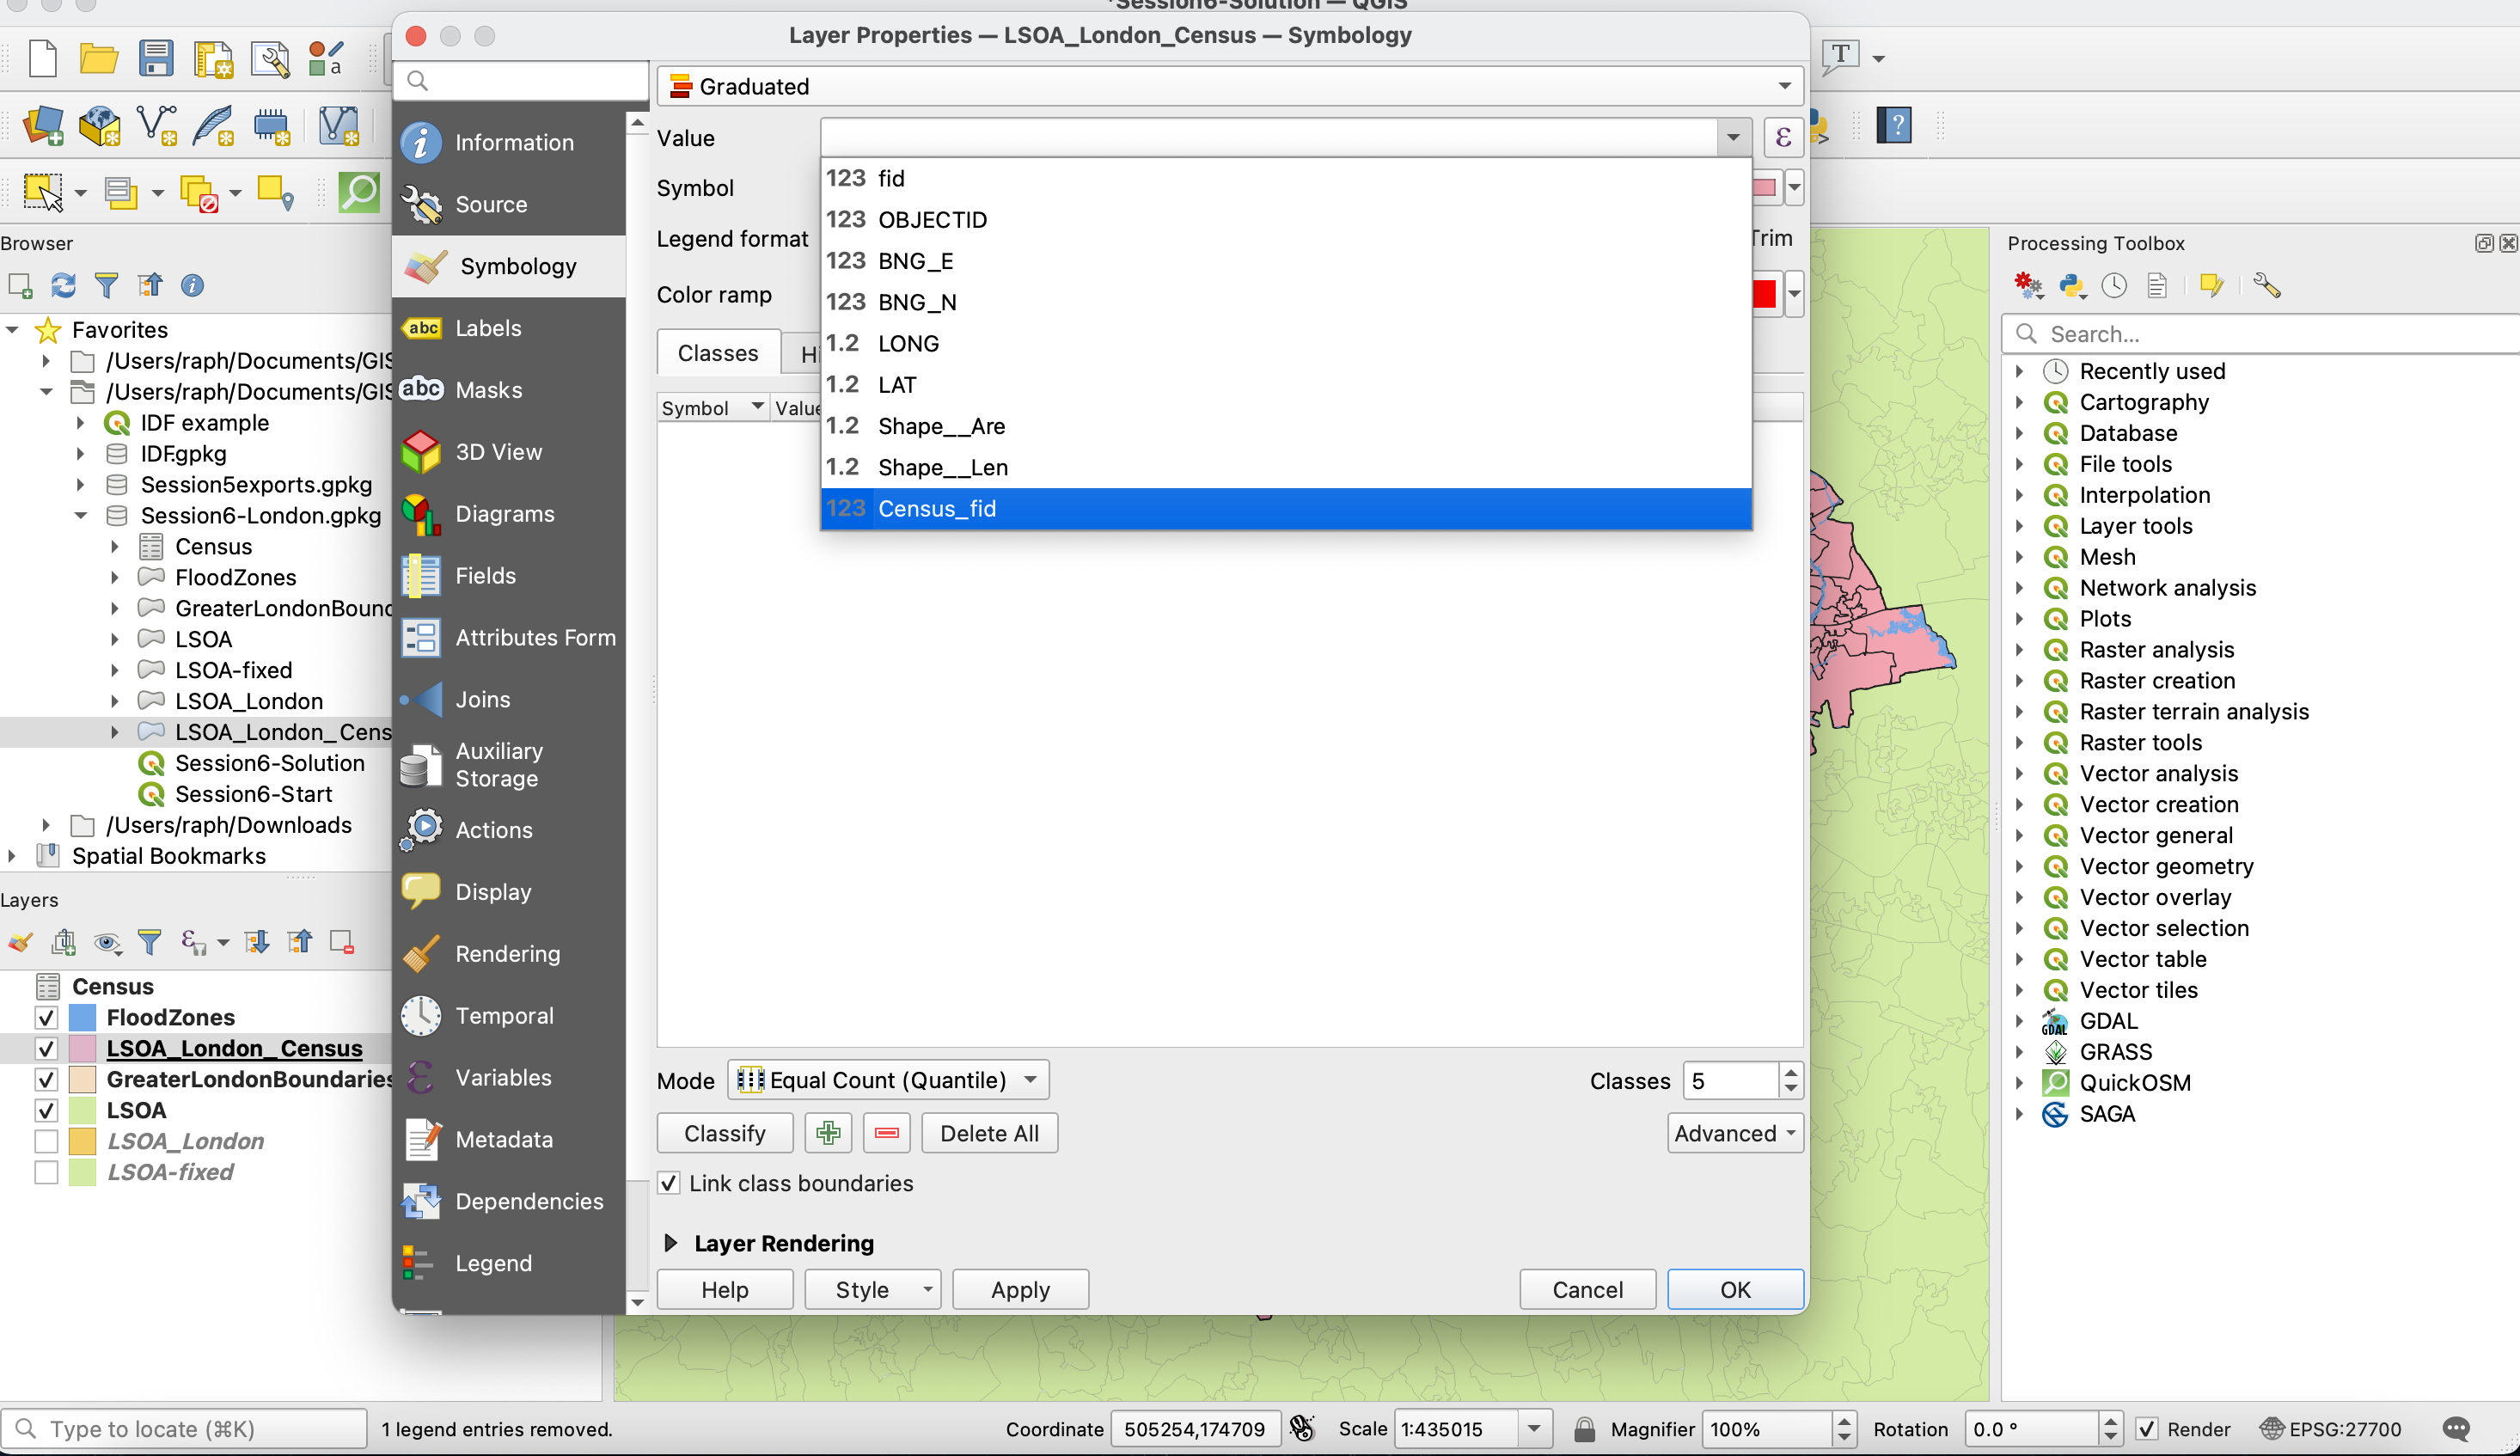 *Session6-Solution — QGIS
Layer Properties — LSOA_London_Census — Symbology
Information
Source
Symbology
Labels
Masks
3D View
Diagrams
Fields
Attributes Form
Joins
Auxiliary
Storage
Actions
Display
Rendering
Temporal
Variables
Metadata
Dependencies
Legend
Graduated
Value
Symbol
Legend format
Trim
Color ramp
Classes
Symbol
123 fid
123 OBJECTID
123 BNG_E
123 BNG_N
1.2 LONG
1.2 LAT
1.2 Shape__Are
1.2 Shape__Len
123 Census_fid
Mode
Equal Count (Quantile)
Classes
5
Classify
Delete All
Advanced
Link class boundaries
Layer Rendering
Help
Style
Apply
Cancel
OK
Browser
Favorites
/Users/raph/Documents/GIS
/Users/raph/Documents/GIS
IDF example
IDF.gpkg
Session5exports.gpkg
Session6-London.gpkg
Census
FloodZones
GreaterLondonBound
LSOA
LSOA-fixed
LSOA_London
LSOA_London_Cens
Session6-Solution
Session6-Start
/Users/raph/Downloads
Spatial Bookmarks
Layers
Census
FloodZones
LSOA_London_Census
GreaterLondonBoundaries
LSOA
LSOA_London
LSOA-fixed
Processing Toolbox
Search...
Recently used
Cartography
Database
File tools
Interpolation
Layer tools
Mesh
Network analysis
Plots
Raster analysis
Raster creation
Raster terrain analysis
Raster tools
Vector analysis
Vector creation
Vector general
Vector geometry
Vector overlay
Vector selection
Vector table
Vector tiles
GDAL
GRASS
QuickOSM
SAGA
Type to locate (⌘K)
1 legend entries removed.
Coordinate
505254,174709
Scale
1:435015
Magnifier
100%
Rotation
0.0 °
Render
EPSG:27700